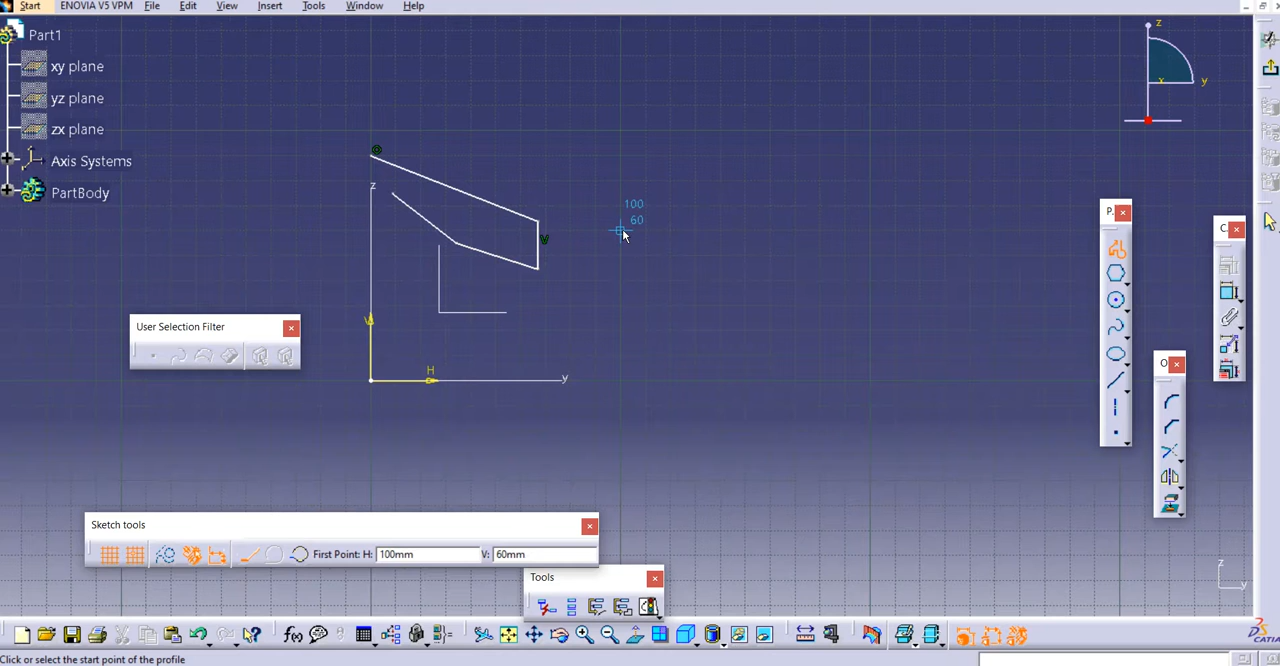 Start ENOVIA V5 VPM File Edit View Insert Tools Window Help
Part1
xy plane
yz plane
zx plane
Axis Systems
PartBody
z
x y
100
60
z
V
V
H
y
User Selection Filter
P.
C.
O
Sketch tools
First Point: H: 100mm V: 60mm
Tools
z
y
f(x)
CATIA
Click or select the start point of the profile